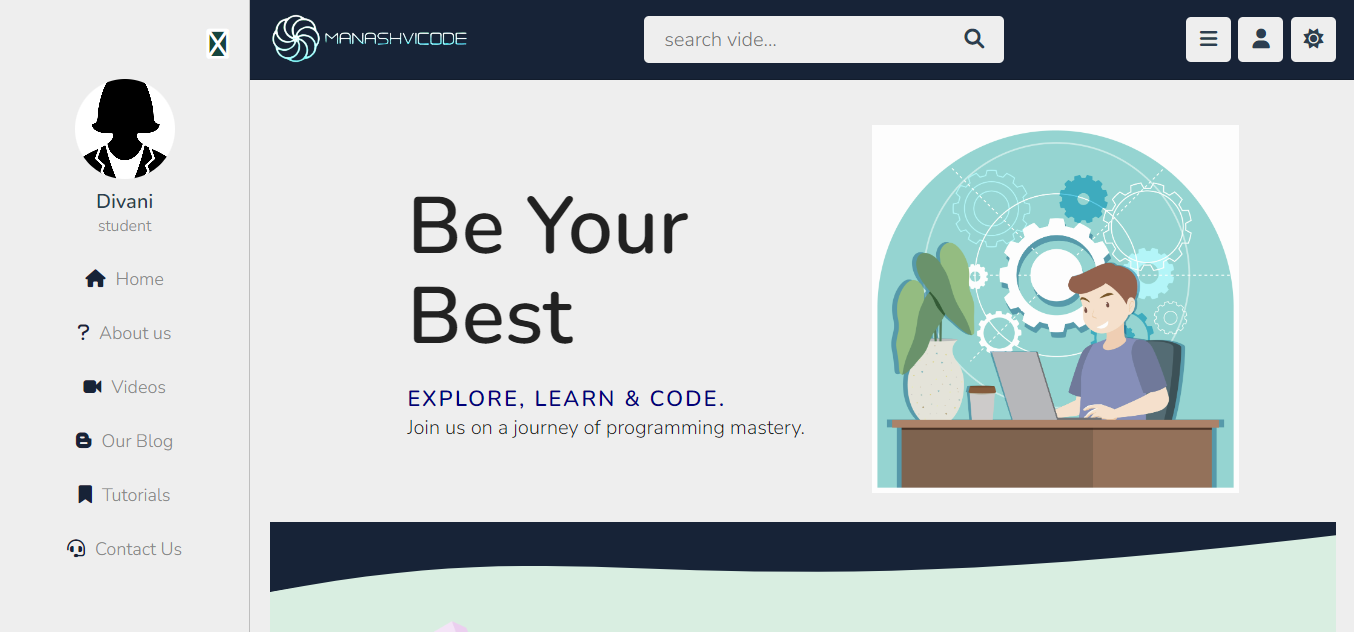 X
MANASHVICODE
search vide...
Divani
student
Home
? About us
Videos
Our Blog
Tutorials
Contact Us
Be Your
Best
EXPLORE, LEARN & CODE.
Join us on a journey of programming mastery.